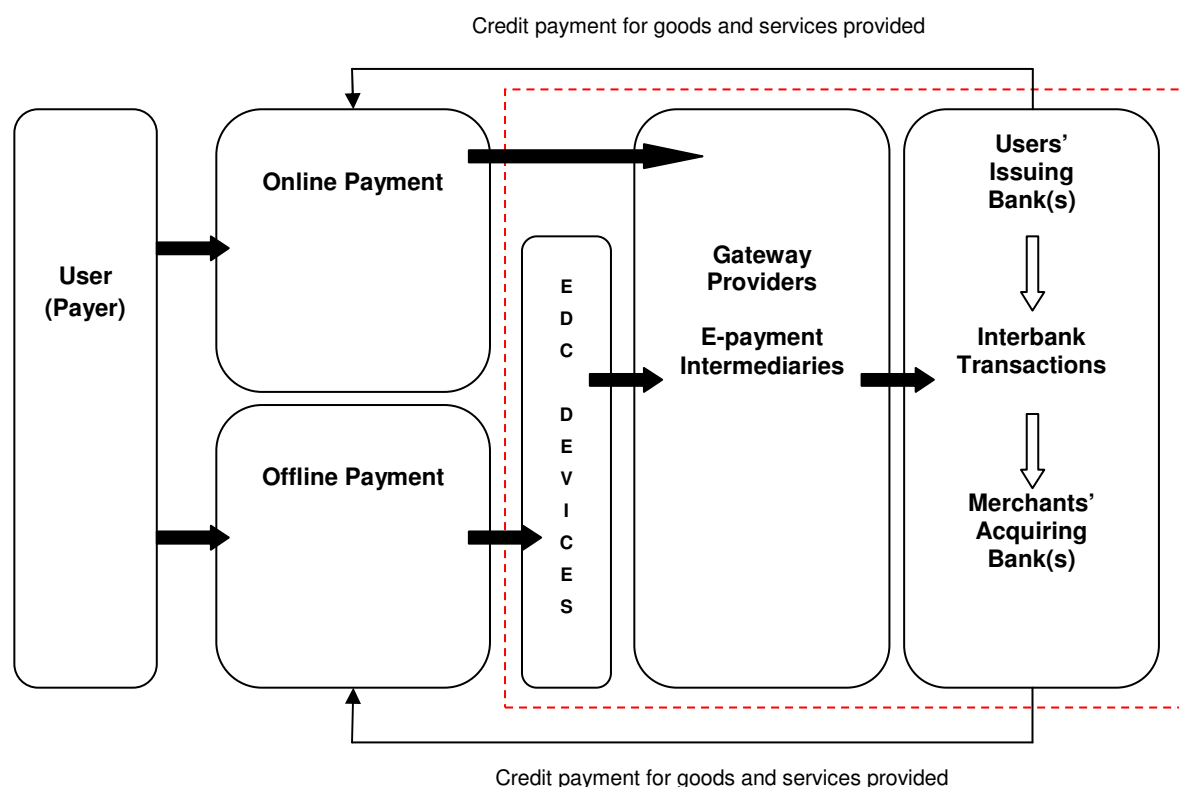 Credit payment for goods and services provided
User
(Payer)
Online Payment
Offline Payment
E
D
C
D
E
V
I
C
E
S
Gateway
Providers
E-payment
Intermediaries
Users’
Issuing
Bank(s)
Interbank
Transactions
Merchants’
Acquiring
Bank(s)
Credit payment for goods and services provided